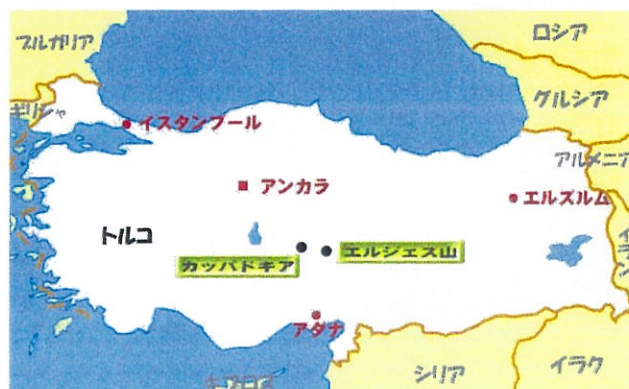 ブルガリア
ロシア
グルジア
ギリシャ
イスタンブール
アルメニア
アンカラ
エルズルム
トルコ
イラン
カッパドキア
エルジェス山
アダナ
シリア
イラク